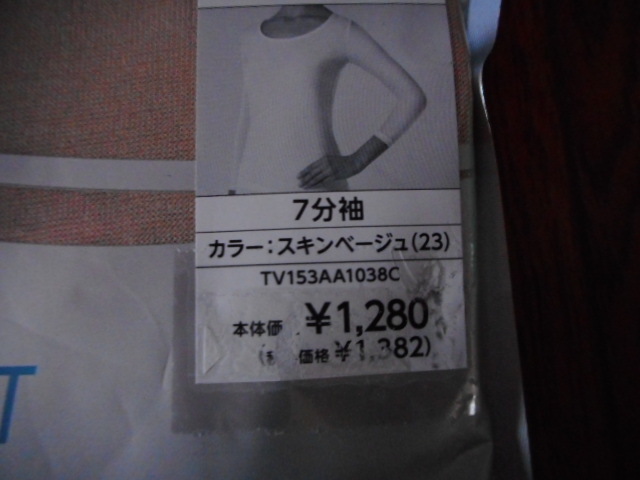 7分袖
カラー:スキンベージュ(23)
TV153AA1038C
本体価 ¥1,280
価格 ¥1,382)
T